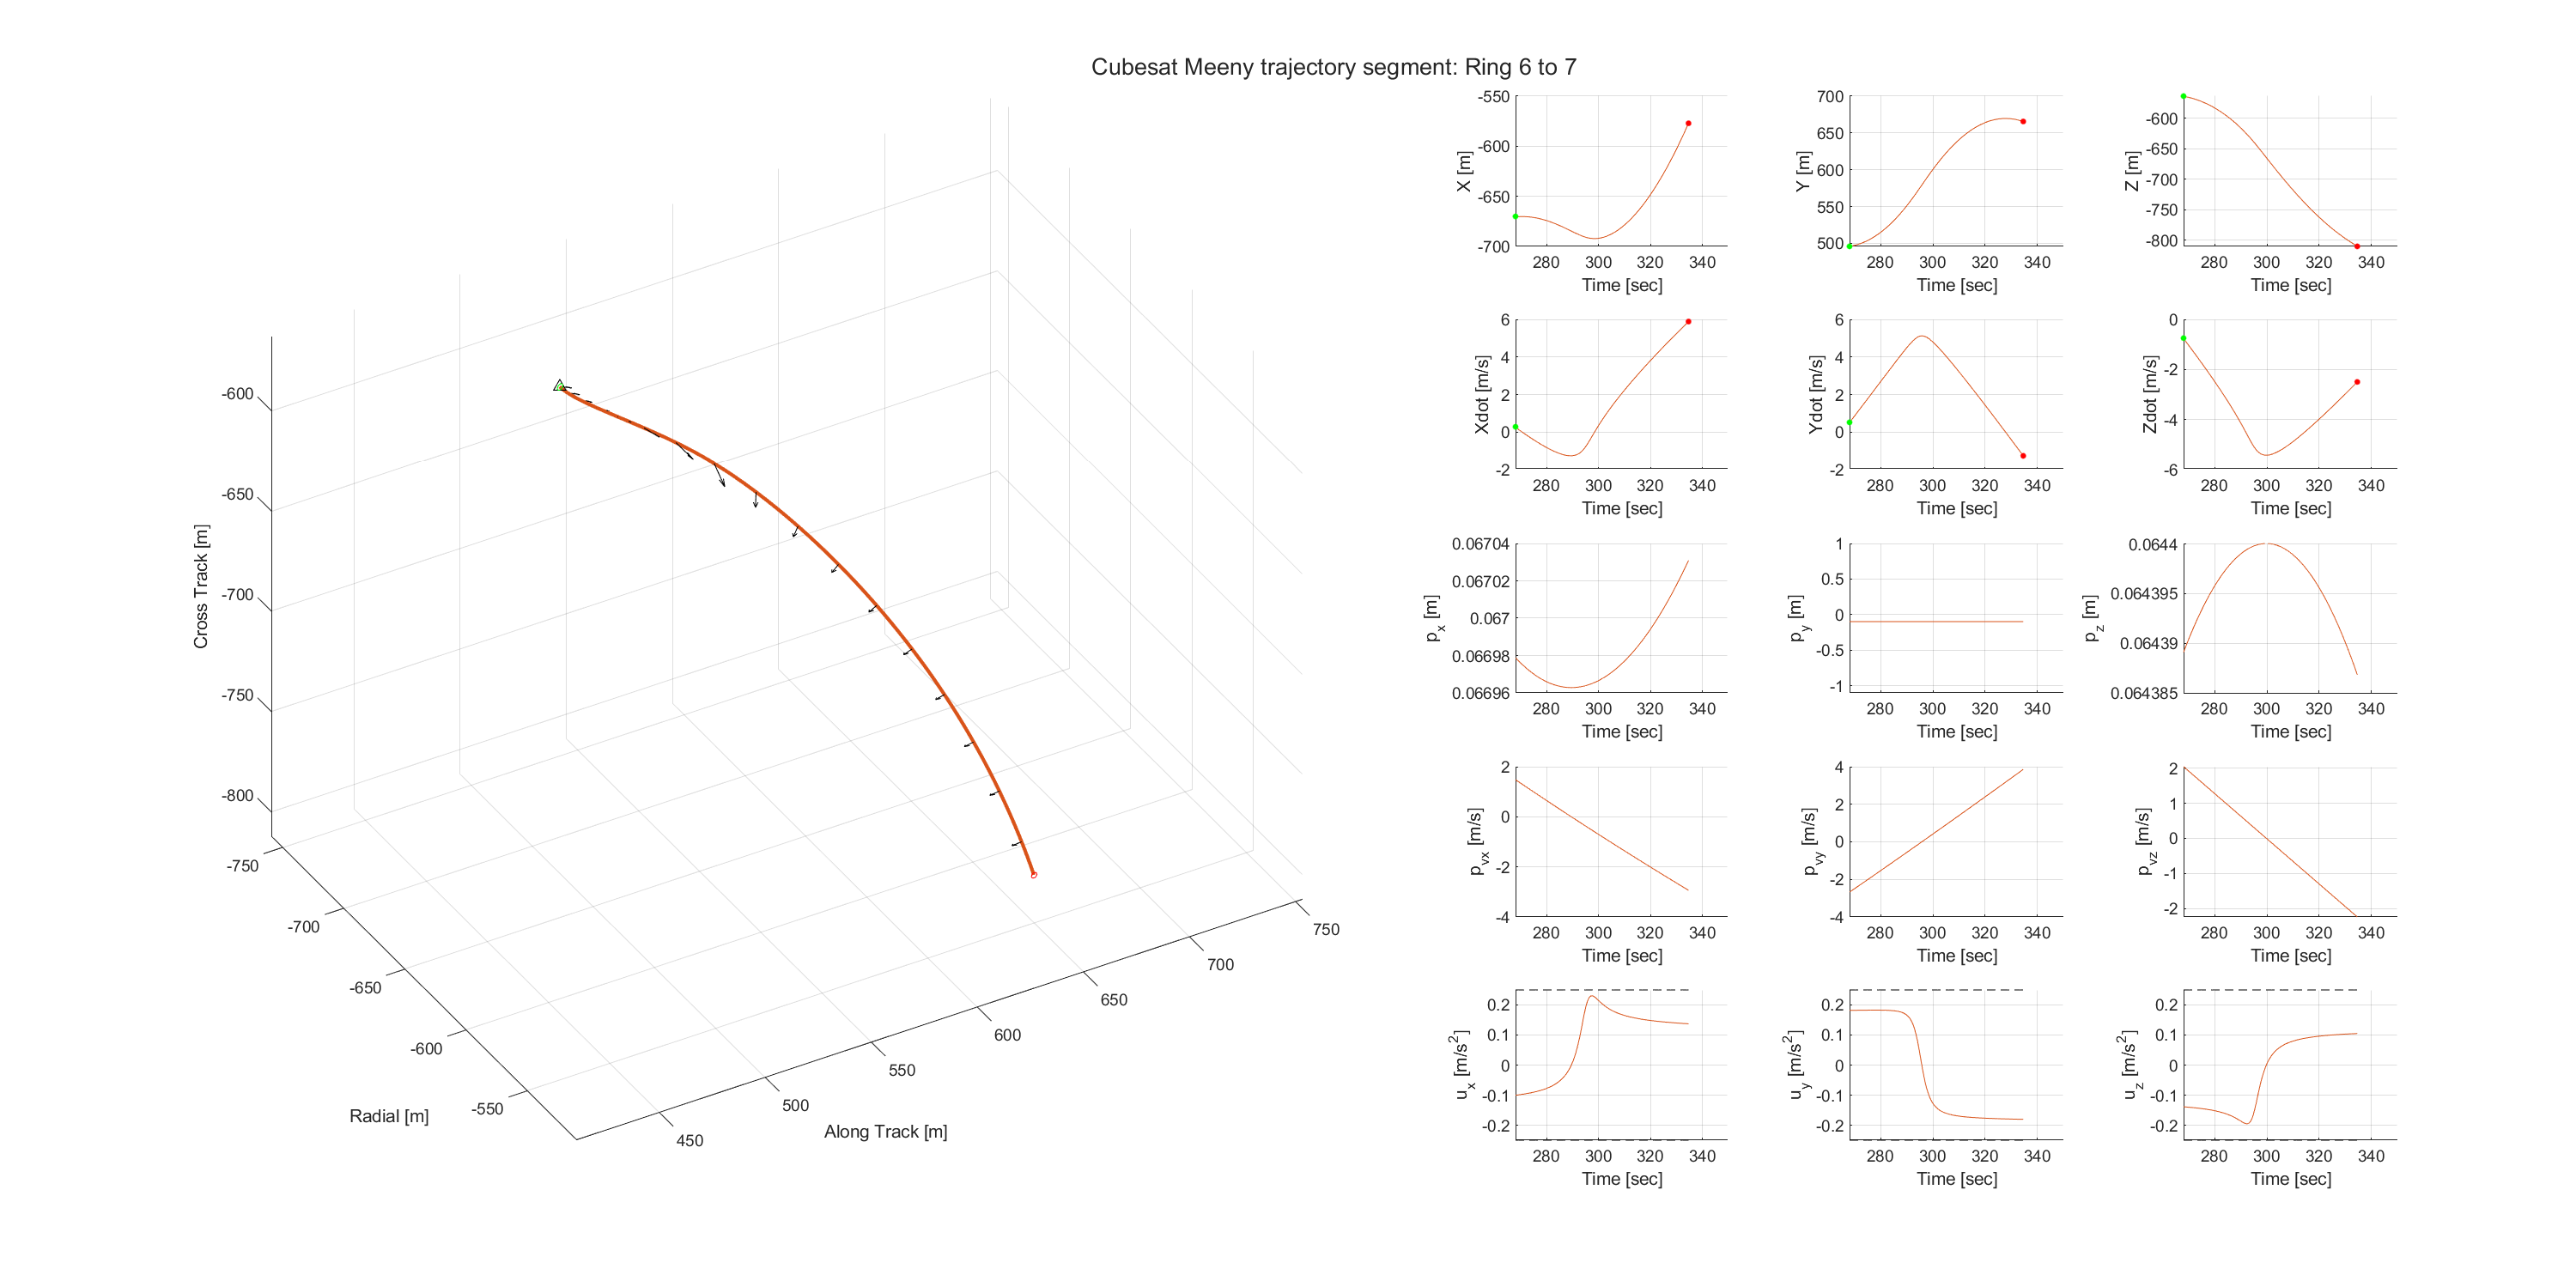 Cubesat Meeny trajectory segment: Ring 6 to 7
-600
-650
-700
-750
-800
Cross Track [m]
-750
-700
-650
-600
-550
Radial [m]
450
500
550
600
650
700
750
Along Track [m]
-550
-600
-650
-700
X [m]
280 300 320 340
Time [sec]
700
650
600
550
500
Y [m]
280 300 320 340
Time [sec]
-600
-650
-700
-750
-800
Z [m]
280 300 320 340
Time [sec]
6
4
2
0
-2
Xdot [m/s]
280 300 320 340
Time [sec]
6
4
2
0
-2
Ydot [m/s]
280 300 320 340
Time [sec]
0
-2
-4
-6
Zdot [m/s]
280 300 320 340
Time [sec]
0.06704
0.06702
0.067
0.06698
0.06696
p_x [m]
280 300 320 340
Time [sec]
1
0.5
0
-0.5
-1
p_y [m]
280 300 320 340
Time [sec]
0.0644
0.064395
0.06439
0.064385
p_z [m]
280 300 320 340
Time [sec]
2
0
-2
-4
p_vx [m/s]
280 300 320 340
Time [sec]
4
2
0
-2
-4
p_vy [m/s]
280 300 320 340
Time [sec]
2
1
0
-1
-2
p_vz [m/s]
280 300 320 340
Time [sec]
0.2
0.1
0
-0.1
-0.2
u_x [m/s²]
280 300 320 340
Time [sec]
0.2
0.1
0
-0.1
-0.2
u_y [m/s²]
280 300 320 340
Time [sec]
0.2
0.1
0
-0.1
-0.2
u_z [m/s²]
280 300 320 340
Time [sec]